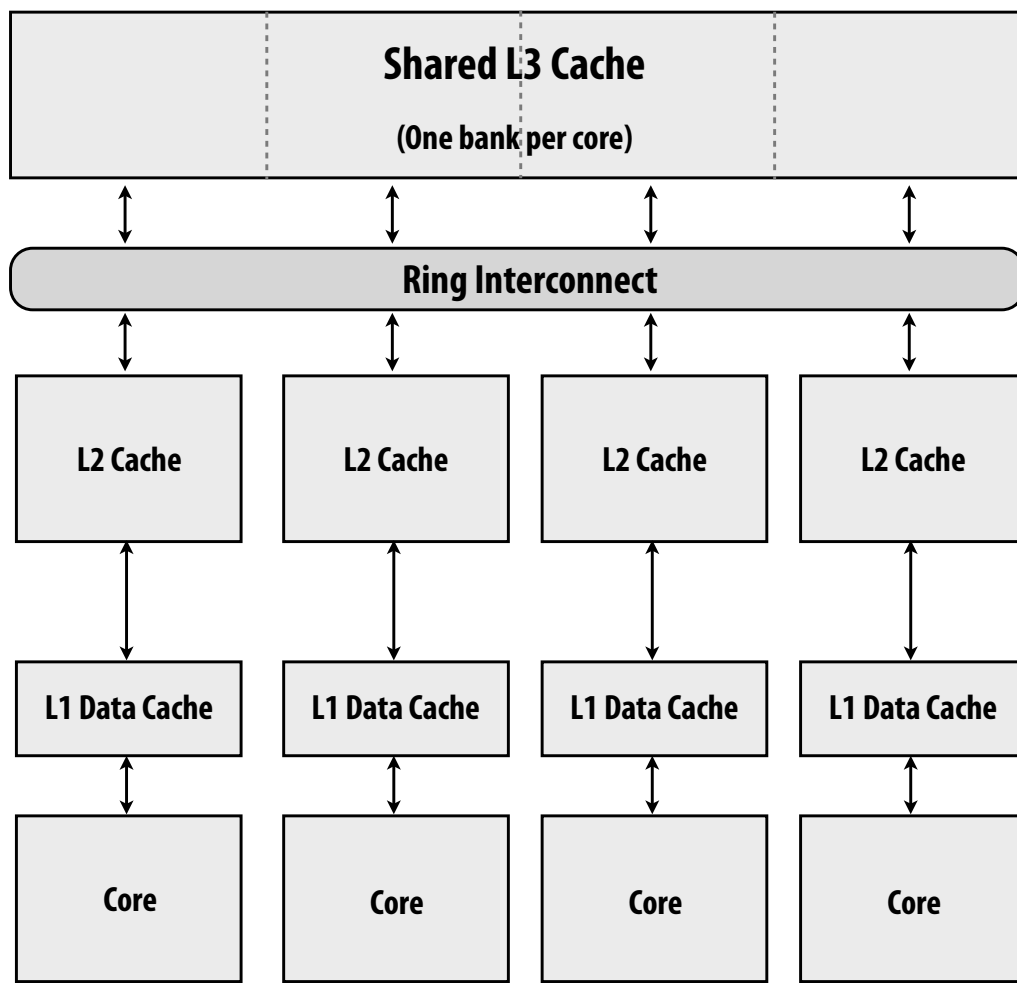 Shared L3 Cache
(One bank per core)
Ring Interconnect
L2 Cache
L2 Cache
L2 Cache
L2 Cache
L1 Data Cache
L1 Data Cache
L1 Data Cache
L1 Data Cache
Core
Core
Core
Core